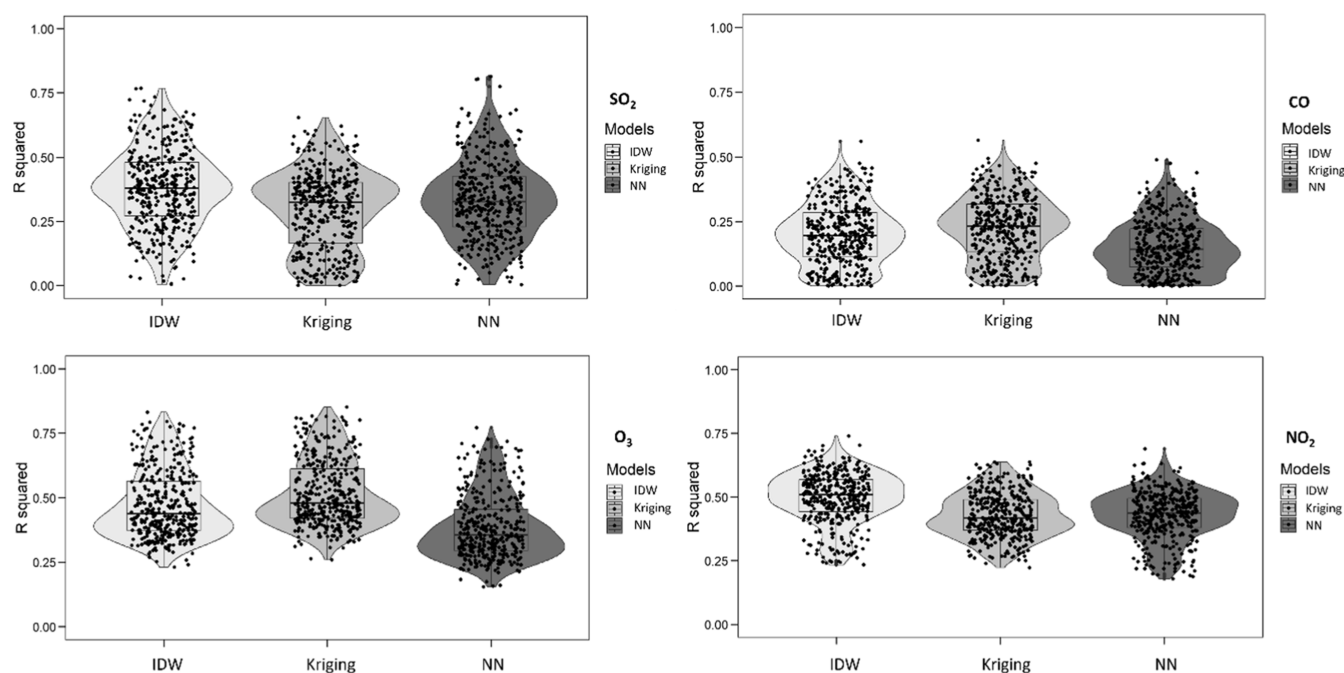 1.00
0.75
0.50
0.25
0.00
R squared
IDW Kriging NN
SO₂
Models
IDW
Kriging
NN
1.00
0.75
0.50
0.25
0.00
R squared
IDW Kriging NN
CO
Models
IDW
Kriging
NN
1.00
0.75
0.50
0.25
0.00
R squared
IDW Kriging NN
O₃
Models
IDW
Kriging
NN
1.00
0.75
0.50
0.25
0.00
R squared
IDW Kriging NN
NO₂
Models
IDW
Kriging
NN